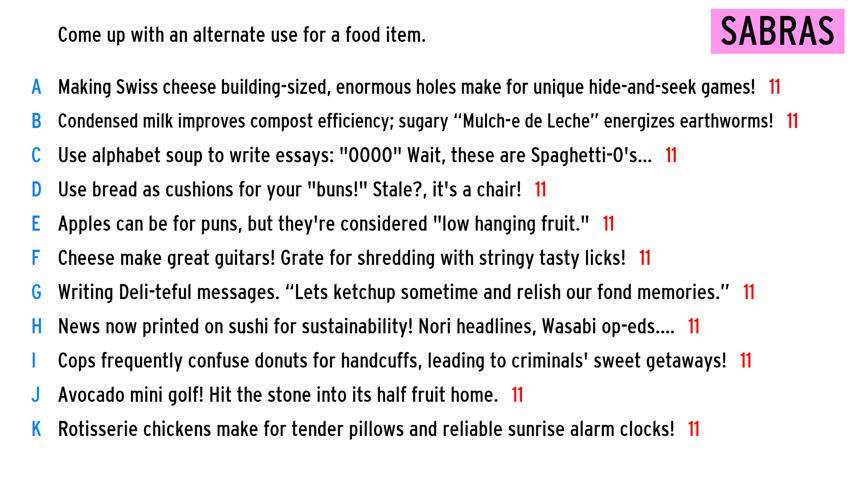 Come up with an alternate use for a food item.
SABRAS
A Making Swiss cheese building-sized, enormous holes make for unique hide-and-seek games! 11
B Condensed milk improves compost efficiency; sugary “Mulch-e de Leche” energizes earthworms! 11
C Use alphabet soup to write essays: "OOOO" Wait, these are Spaghetti-O's... 11
D Use bread as cushions for your "buns!" Stale?, it's a chair! 11
E Apples can be for puns, but they're considered "low hanging fruit." 11
F Cheese make great guitars! Grate for shredding with stringy tasty licks! 11
G Writing Deli-teful messages. “Lets ketchup sometime and relish our fond memories.” 11
H News now printed on sushi for sustainability! Nori headlines, Wasabi op-eds.... 11
I Cops frequently confuse donuts for handcuffs, leading to criminals' sweet getaways! 11
J Avocado mini golf! Hit the stone into its half fruit home. 11
K Rotisserie chickens make for tender pillows and reliable sunrise alarm clocks! 11